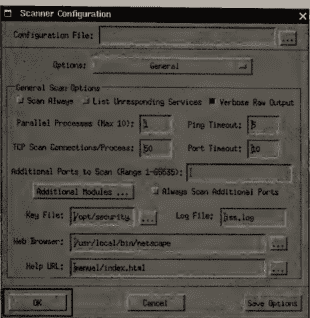 Scanner Configuration
Configuration File:
...
Options: General
General Scan Options
Scan Always List Unresponding Services Verbose Raw Output
Parallel Processes (Max 10): Ping Timeout:
TCP Scan Connections/Process: 50 Port Timeout:
Additional Ports to Scan (Range 1-65535):
Additional Modules ... Always Scan Additional Ports
Key File: /opt/security ... Log File: log
Web Browser: /usr/local/bin/netscape ...
Help URL: manual/index.html ...
OK Cancel Save Options